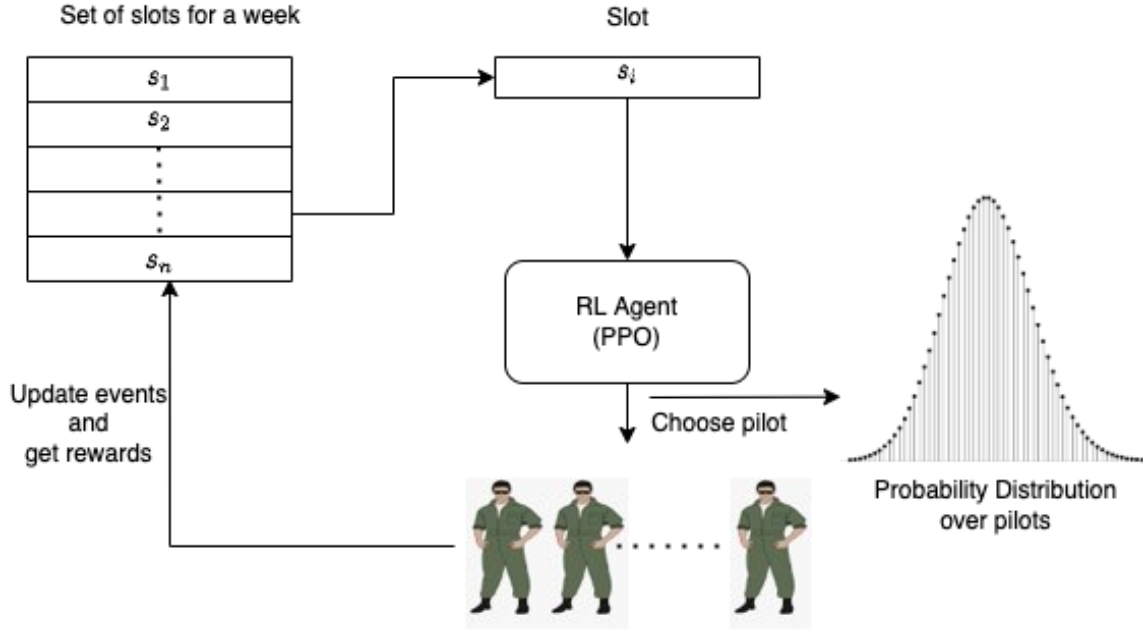 Set of slots for a week
Slot
s₁
s₂
sₙ
sᵢ
RL Agent
(PPO)
Update events
and
get rewards
Choose pilot
Probability Distribution
over pilots